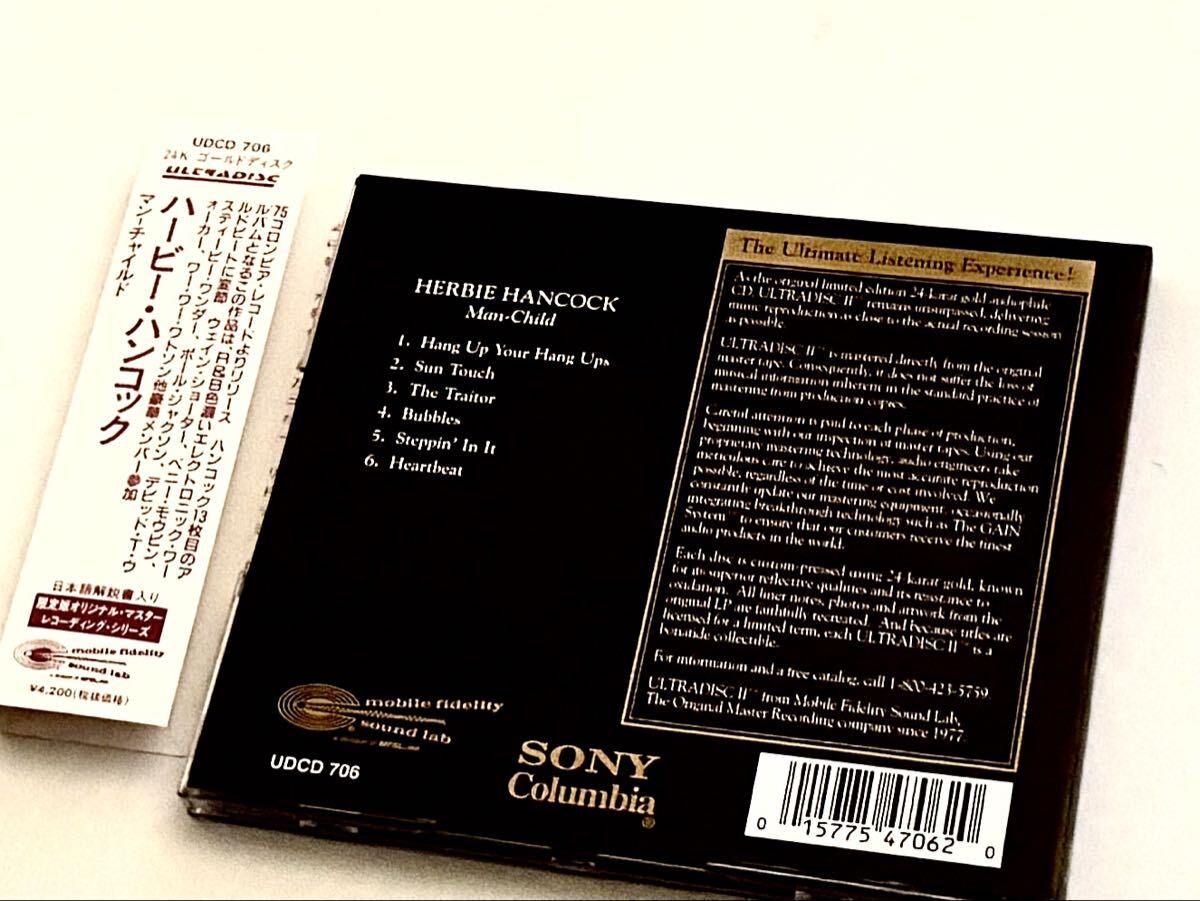 UDCD 706
24K ゴールドディスク
ULTRADISC
'75コロンビア・レコードよりリリース ハンコック13枚目のア
ルバムとなるこの作品は、R&B色濃いエレクトロニック・ワー
ルドビートに変節 ウェイン・ショーター、ベニー・モウピン、
スティービー・ワンダー、ポール・ジャクソン、デビッド・T・ウ
ォーカー、ワー・ワー・ワトソン他豪華メンバー参加
ハービー・ハンコック
マン-チャイルド
日本語解説書入り
限定版オリジナル・マスター
レコーディング・シリーズ
mobile fidelity
sound lab
¥4,200(税抜価格)
HERBIE HANCOCK
Man-Child
1. Hang Up Your Hang Ups
2. Sun Touch
3. The Traitor
4. Bubbles
5. Steppin' In It
6. Heartbeat
The Ultimate Listening Experience!
As the original limited edition 24-karat gold audiophile
CD, ULTRADISC II™ remains unsurpassed, delivering
music reproduction as close to the actual recording session
as possible.
ULTRADISC II™ is mastered directly from the original
master tape. Consequently, it does not suffer the loss of
musical information inherent in the standard practice of
mastering from production copies.
Careful attention is paid to each phase of production,
beginning with our inspection of master tapes. Using our
proprietary mastering technology, audio engineers take
meticulous care to achieve the most accurate reproduction
possible, regardless of the time or cost involved. We
constantly update our mastering equipment, occasionally
integrating breakthrough technology such as The GAIN
System™ to ensure that our customers receive the finest
audio products in the world.
Each disc is custom-pressed using 24-karat gold, known
for its superior reflective qualities and its resistance to
oxidation. All liner notes, photos and artwork from the
original LP are faithfully recreated. And because titles are
licensed for a limited term, each ULTRADISC II™ is a
bonafide collectible.
For information and a free catalog, call 1-800-423-5759.
ULTRADISC II™ from Mobile Fidelity Sound Lab,
The Original Master Recording company since 1977.
mobile fidelity
sound lab
UDCD 706
SONY
Columbia
®
0 15775 47062 0